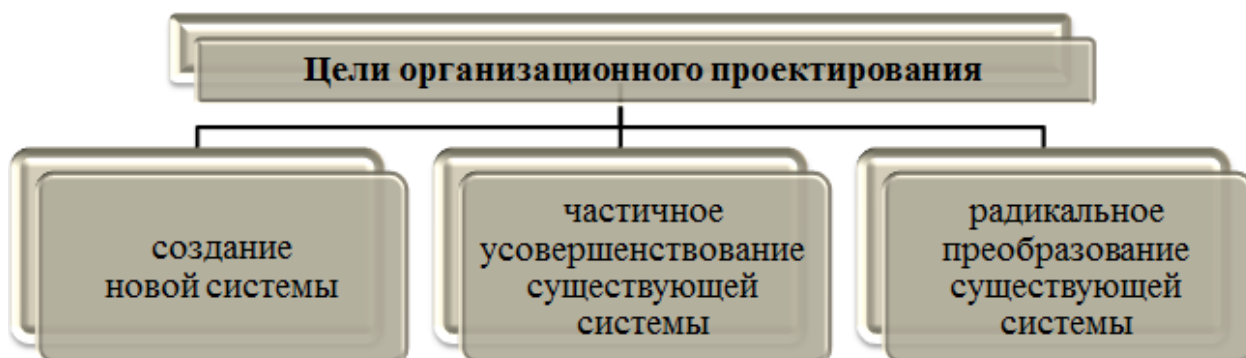 Цели организационного проектирования
создание
новой системы
частичное
усовершенствование
существующей
системы
радикальное
преобразование
существующей
системы